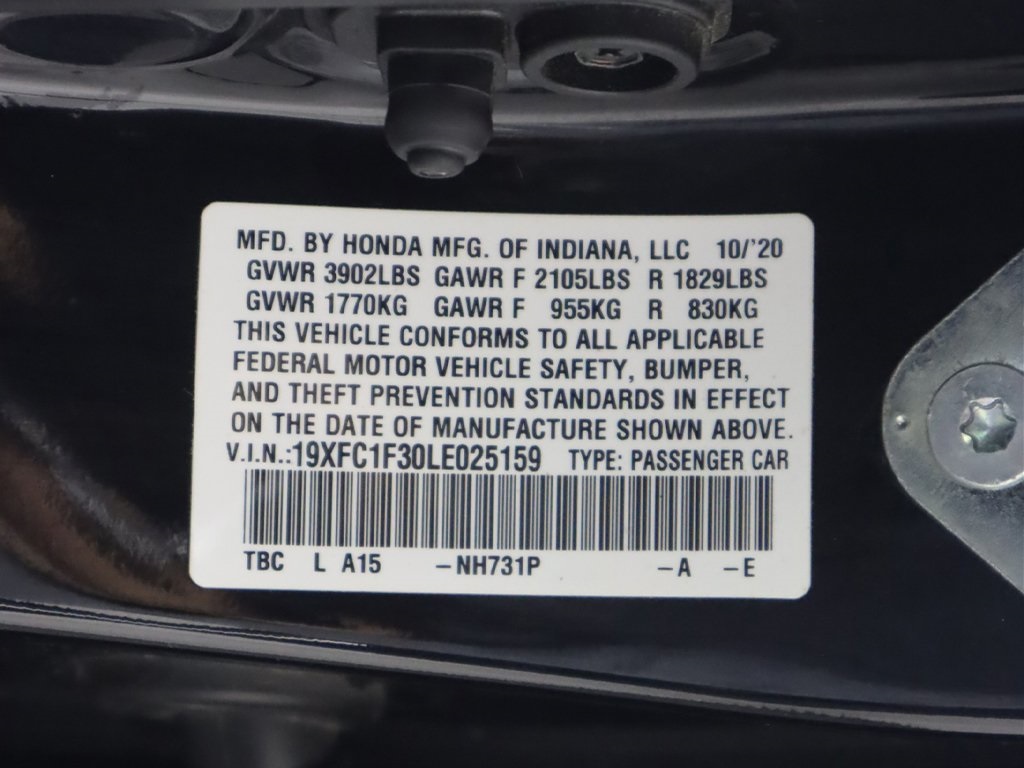 MFD. BY HONDA MFG. OF INDIANA, LLC 10/'20
GVWR 3902LBS GAWR F 2105LBS R 1829LBS
GVWR 1770KG GAWR F 955KG R 830KG
THIS VEHICLE CONFORMS TO ALL APPLICABLE
FEDERAL MOTOR VEHICLE SAFETY, BUMPER,
AND THEFT PREVENTION STANDARDS IN EFFECT
ON THE DATE OF MANUFACTURE SHOWN ABOVE.
V.I.N.:19XFC1F30LE025159 TYPE: PASSENGER CAR
TBC L A15 -NH731P -A -E